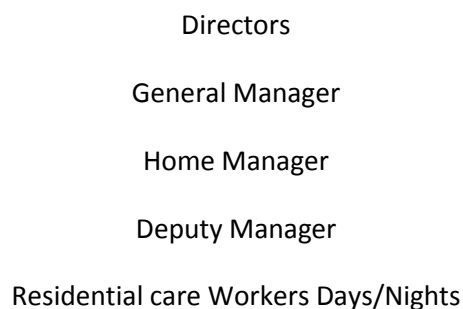 Directors
General Manager
Home Manager
Deputy Manager
Residential care Workers Days/Nights